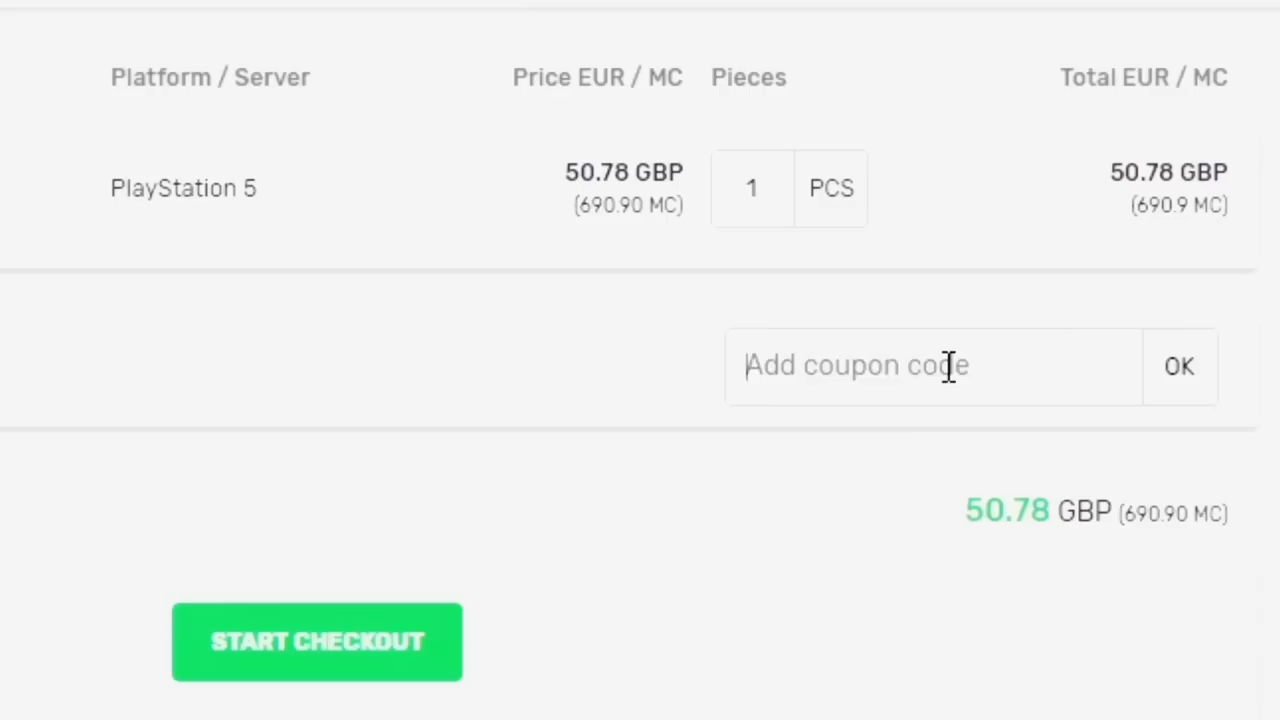 Platform / Server Price EUR / MC Pieces Total EUR / MC
PlayStation 5 50.78 GBP 1 PCS 50.78 GBP
(690.90 MC) (690.9 MC)
Add coupon code OK
50.78 GBP (690.90 MC)
START CHECKOUT